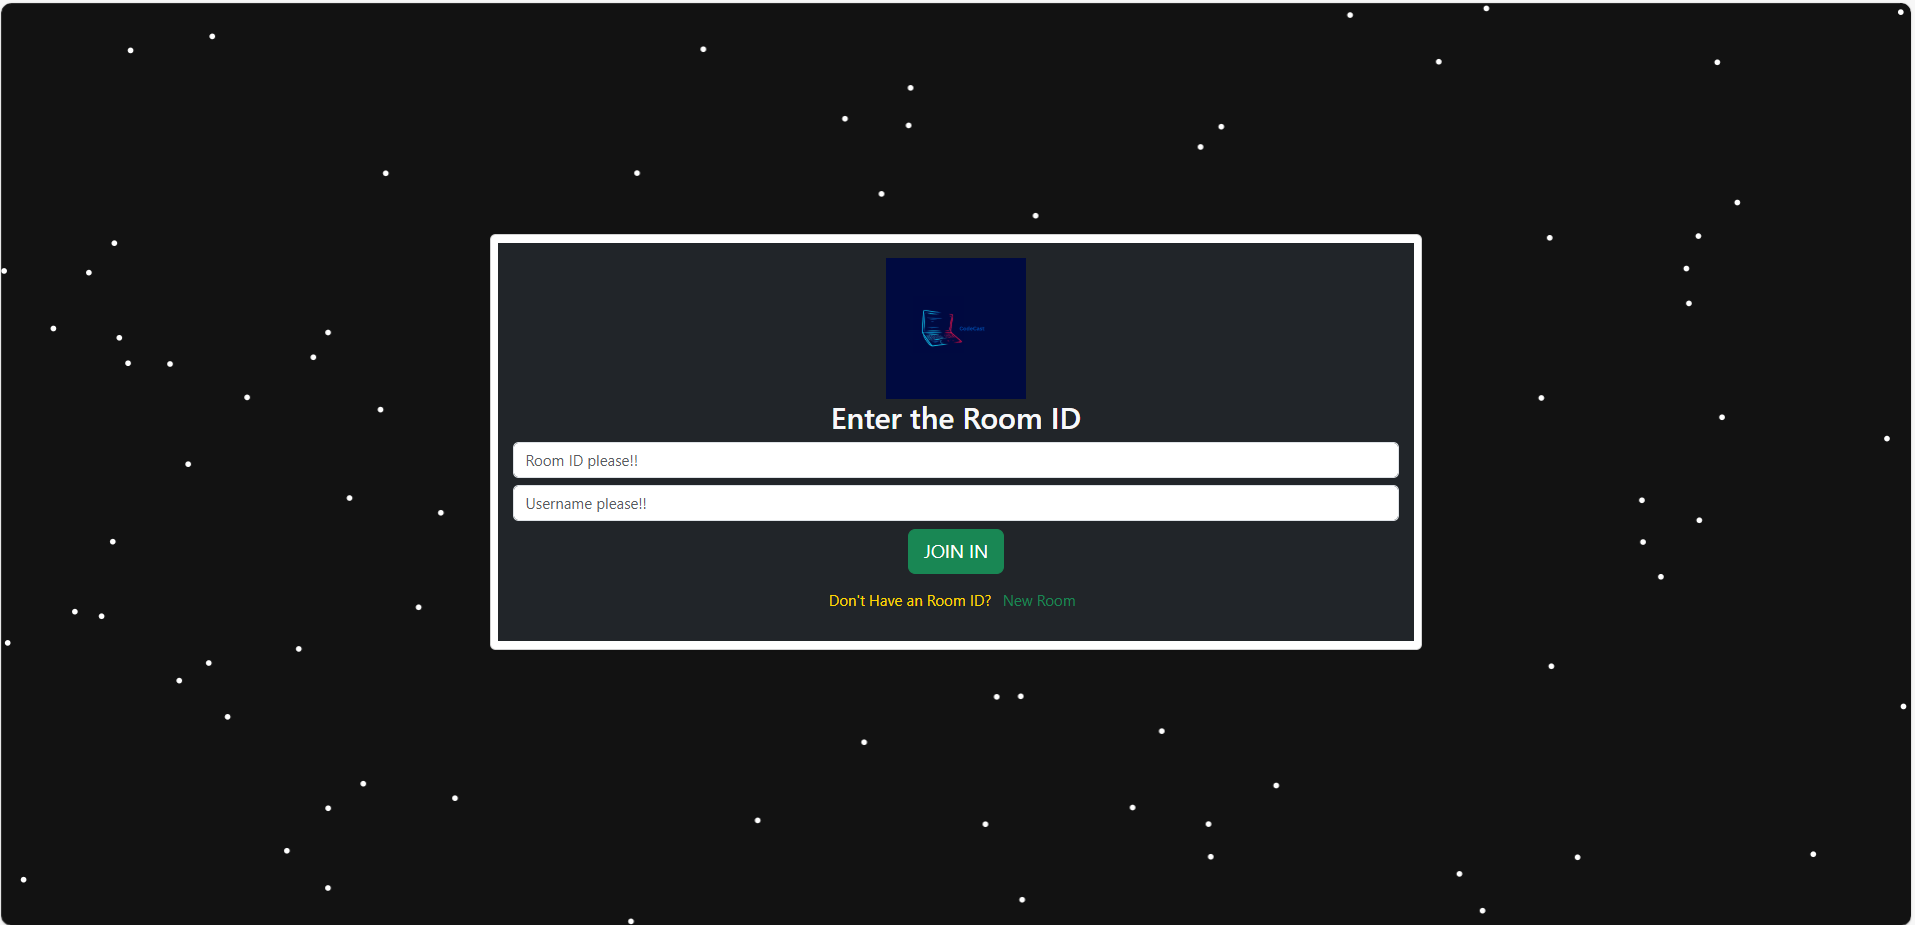 Enter the Room ID
Room ID please!!
Username please!!
JOIN IN
Don't Have an Room ID? New Room